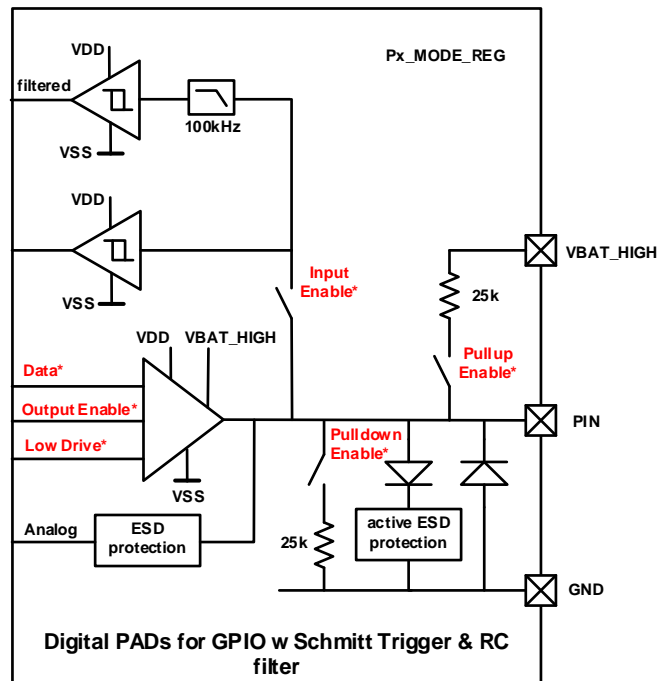 VDD
Px_MODE_REG
filtered
100kHz
VSS
VDD
VBAT_HIGH
Input
Enable*
25k
VSS
Pull up
Enable*
VDD
VBAT_HIGH
Data*
Output Enable*
PIN
Pulldown
Enable*
Low Drive*
VSS
Analog
ESD
protection
active ESD
protection
25k
GND
Digital PADs for GPIO w Schmitt Trigger & RC
filter